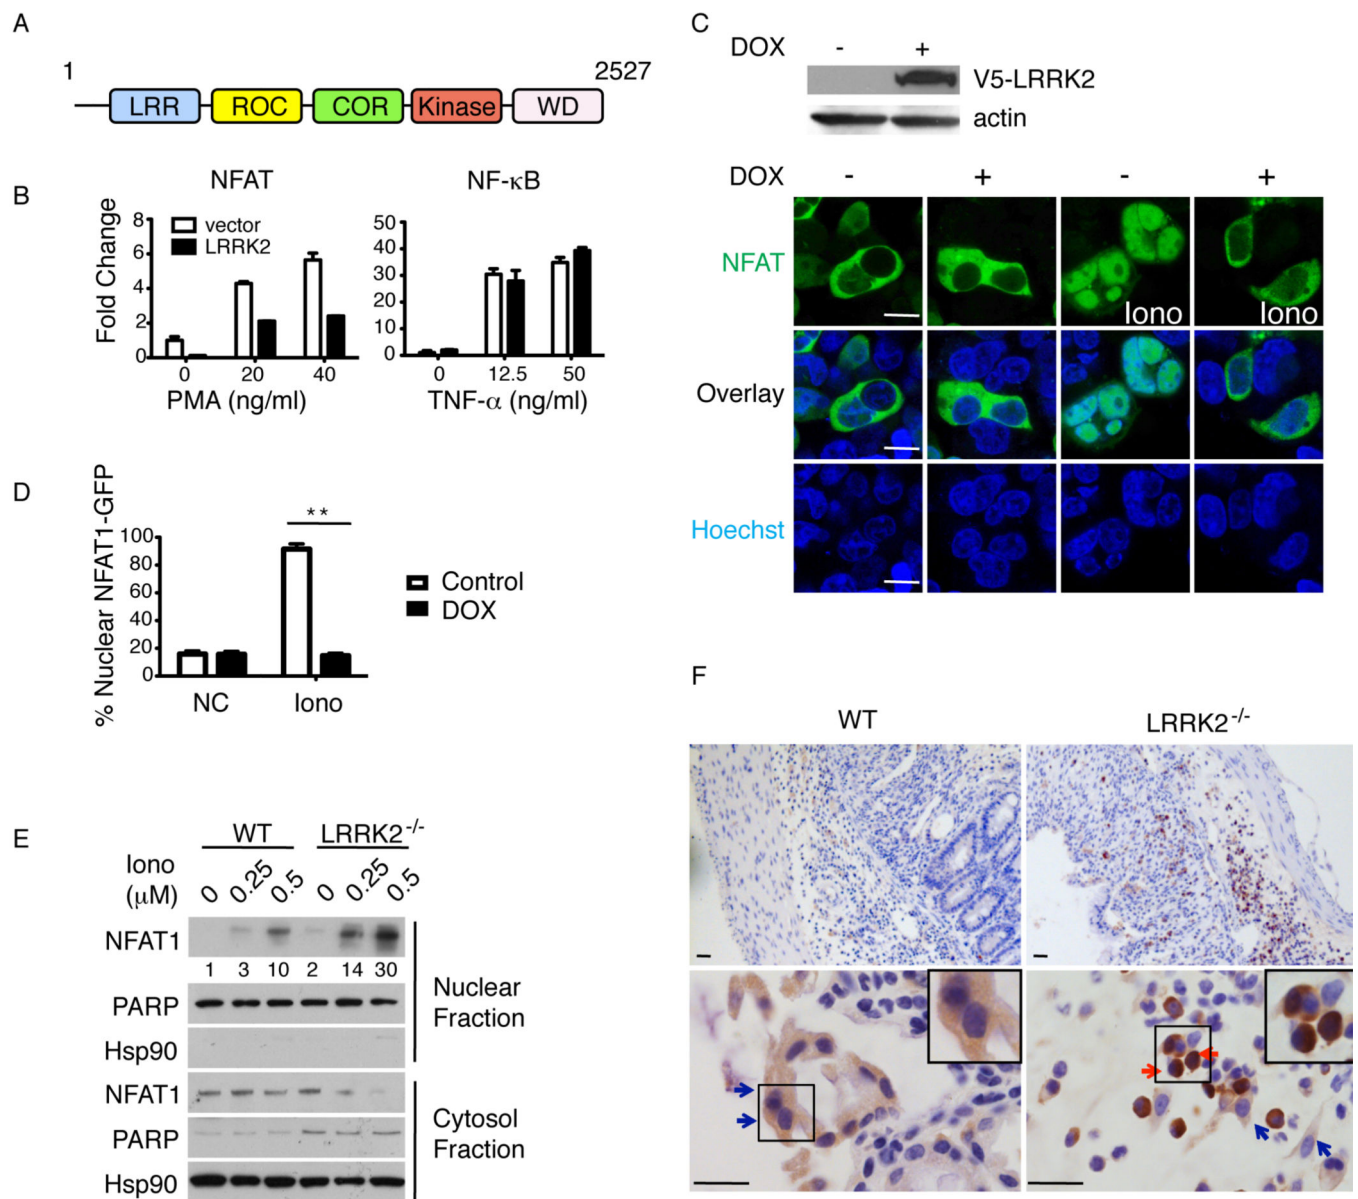 A
1
2527
LRR ROC COR Kinase WD
B
NFAT
Fold Change
8
6
4
2
0
vector
LRRK2
0 20 40
PMA (ng/ml)
NF-κB
50
40
30
20
10
0
0 12.5 50
TNF-α (ng/ml)
C
DOX - +
V5-LRRK2
actin
DOX - + - +
NFAT
Iono Iono
Overlay
Hoechst
D
% Nuclear NFAT1-GFP
100
80
60
40
20
0
**
NC Iono
Control
DOX
E
WT LRRK2-/-
Iono
(μM)
0 0.25 0.5 0 0.25 0.5
NFAT1
1 3 10 2 14 30
PARP
Hsp90
Nuclear
Fraction
NFAT1
PARP
Hsp90
Cytosol
Fraction
F
WT LRRK2-/-